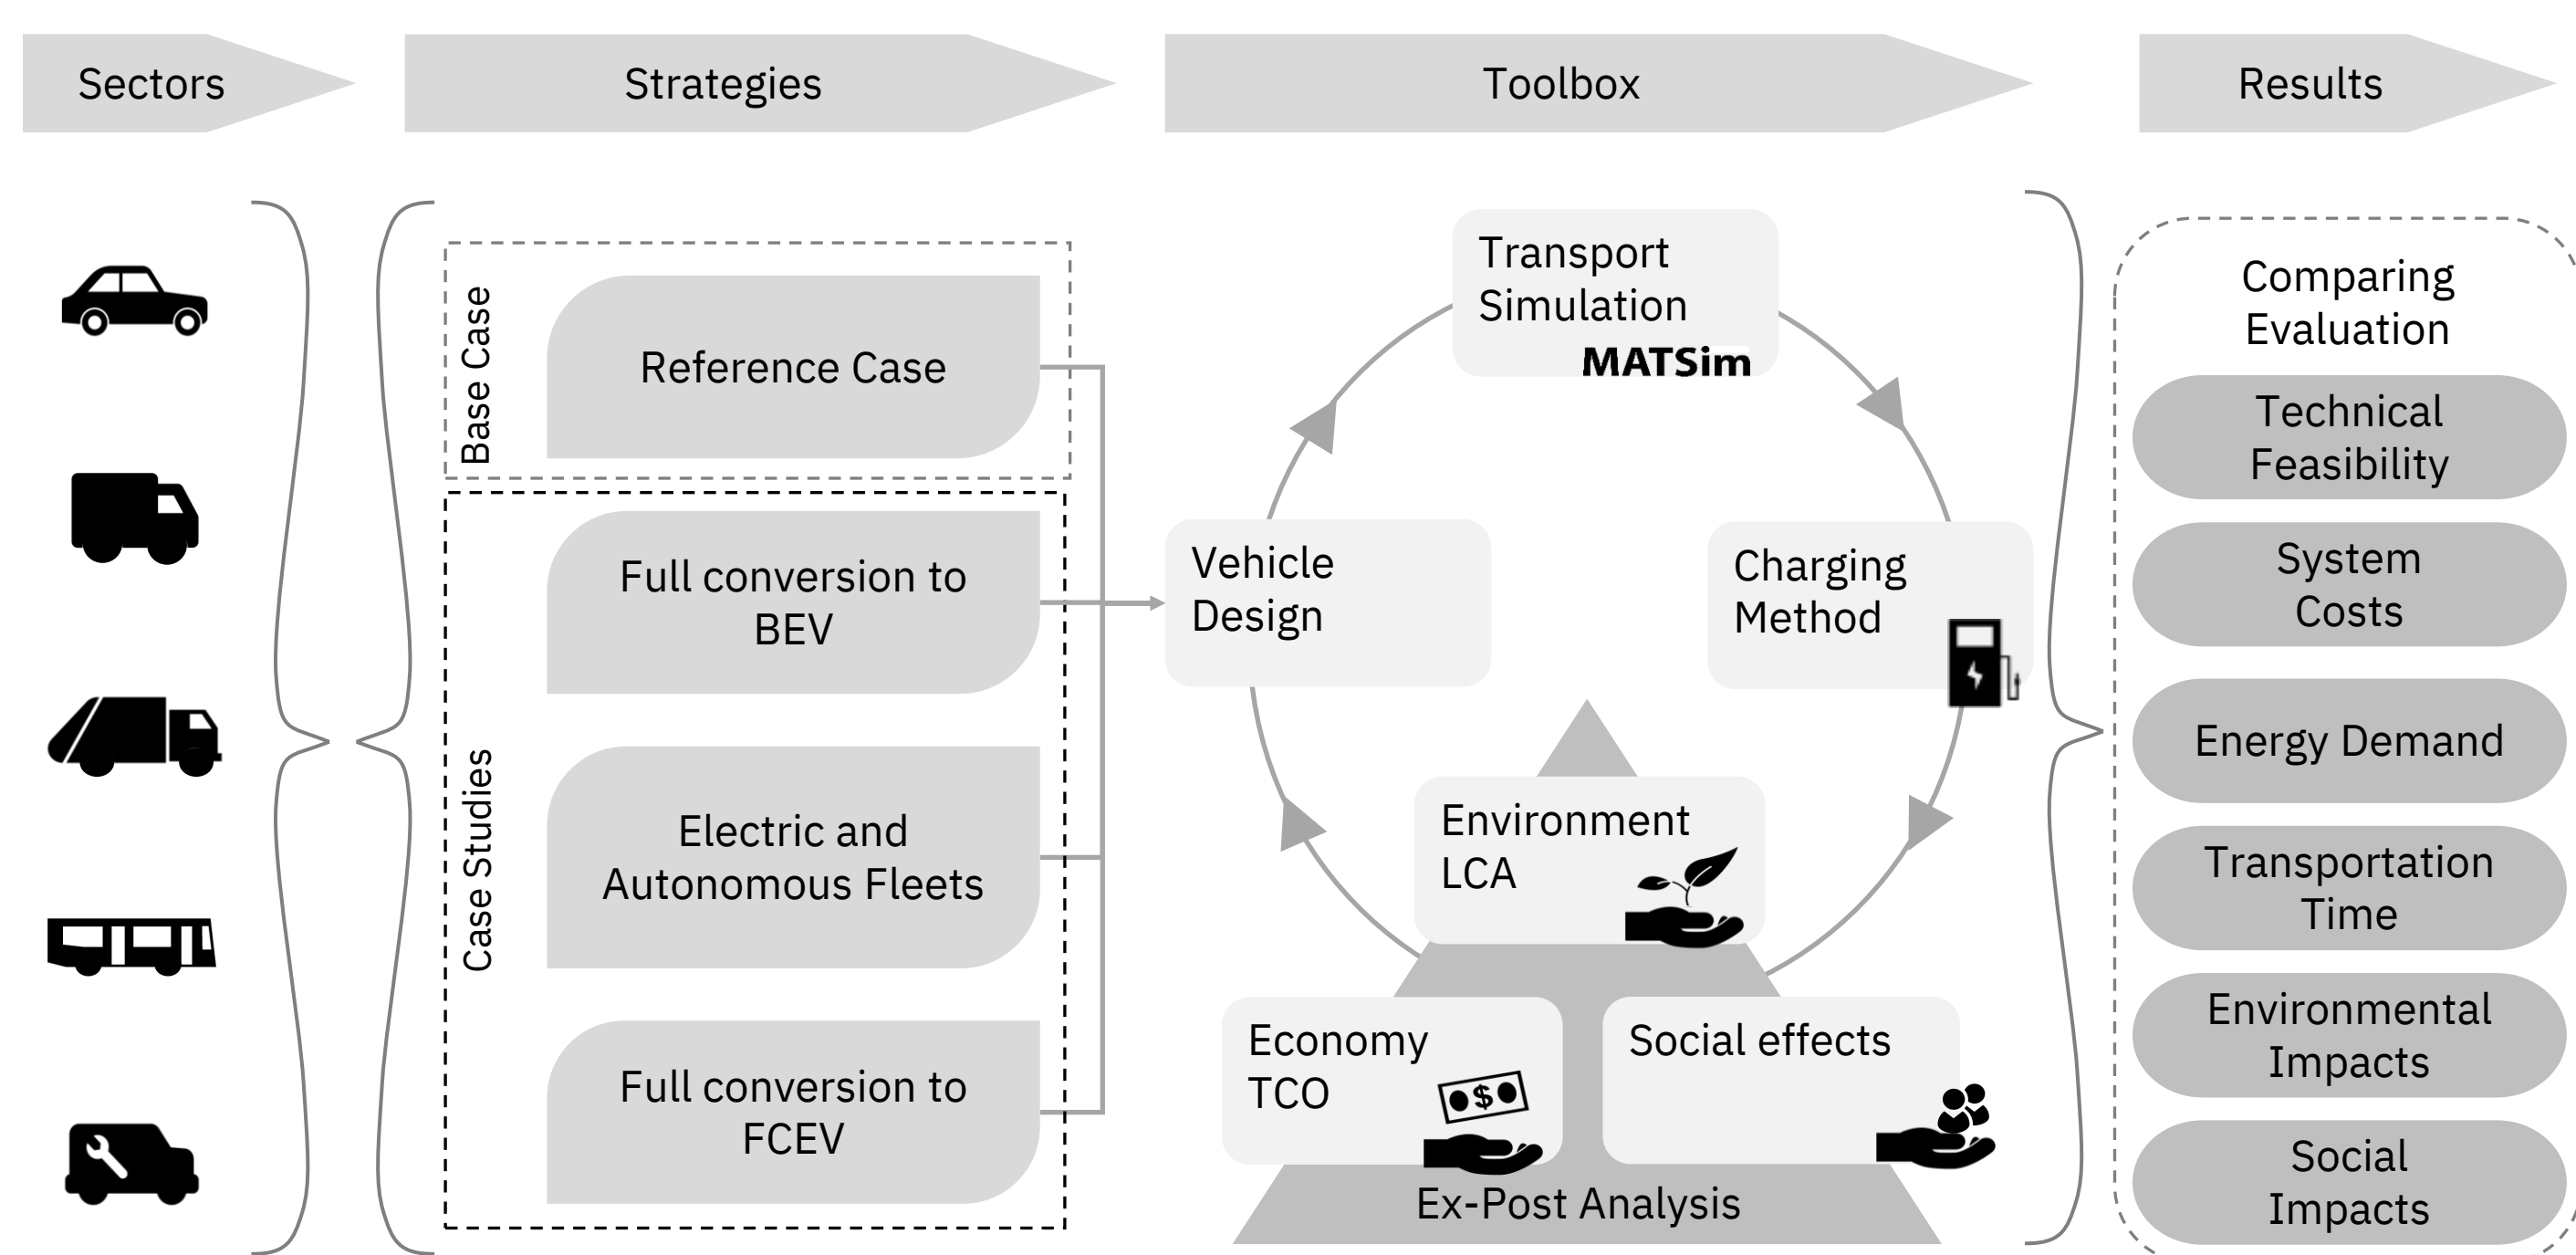 Sectors
Strategies
Toolbox
Results
Base Case
Reference Case
Case Studies
Full conversion to
BEV
Electric and
Autonomous Fleets
Full conversion to
FCEV
Transport
Simulation
MATSim
Vehicle
Design
Charging
Method
Environment
LCA
Economy
TCO
$
Social effects
Ex-Post Analysis
Comparing
Evaluation
Technical
Feasibility
System
Costs
Energy Demand
Transportation
Time
Environmental
Impacts
Social
Impacts